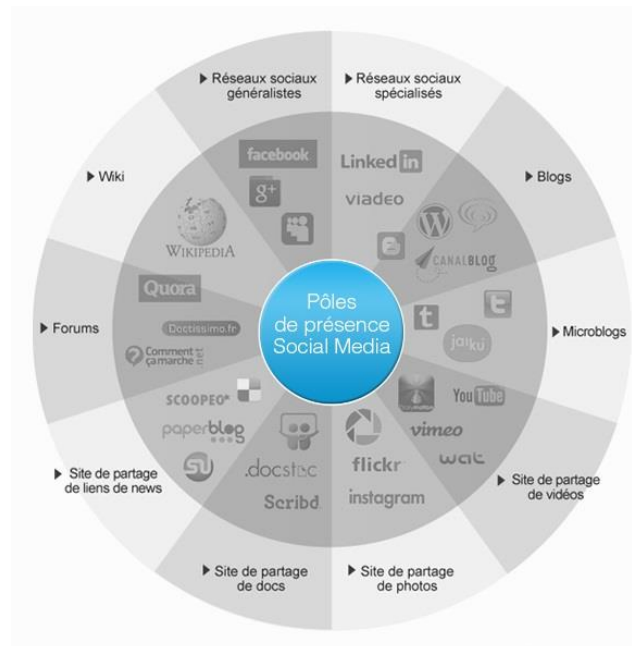 ▶ Réseaux sociaux
généralistes
▶ Réseaux sociaux
spécialisés
▶ Blogs
▶ Microblogs
▶ Site de partage
de vidéos
▶ Site de partage
de photos
▶ Site de partage
de docs
▶ Site de partage
de liens de news
▶ Forums
▶ Wiki
facebook
g+
Linked in
VIADEO
CANALBLOG
t
t
jaiku
YouTube
vimeo
wat
flickr
instagram
.docstoc
Scribd.
SCOOPEO*
paperblog
Quora
Doctissimo.fr
? Comment
ça marche.net
WIKIPEDIA
Pôles
de présence
Social Media